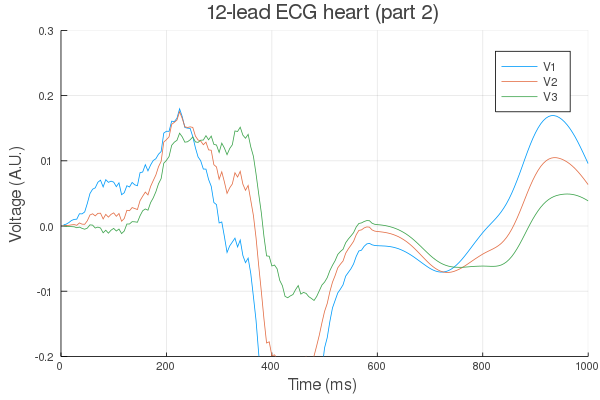 12-lead ECG heart (part 2)
0.3
V1
V2
V3
0.2
0.1
Voltage (A.U.)
0.0
-0.1
-0.2
0 200 400 600 800 1000
Time (ms)